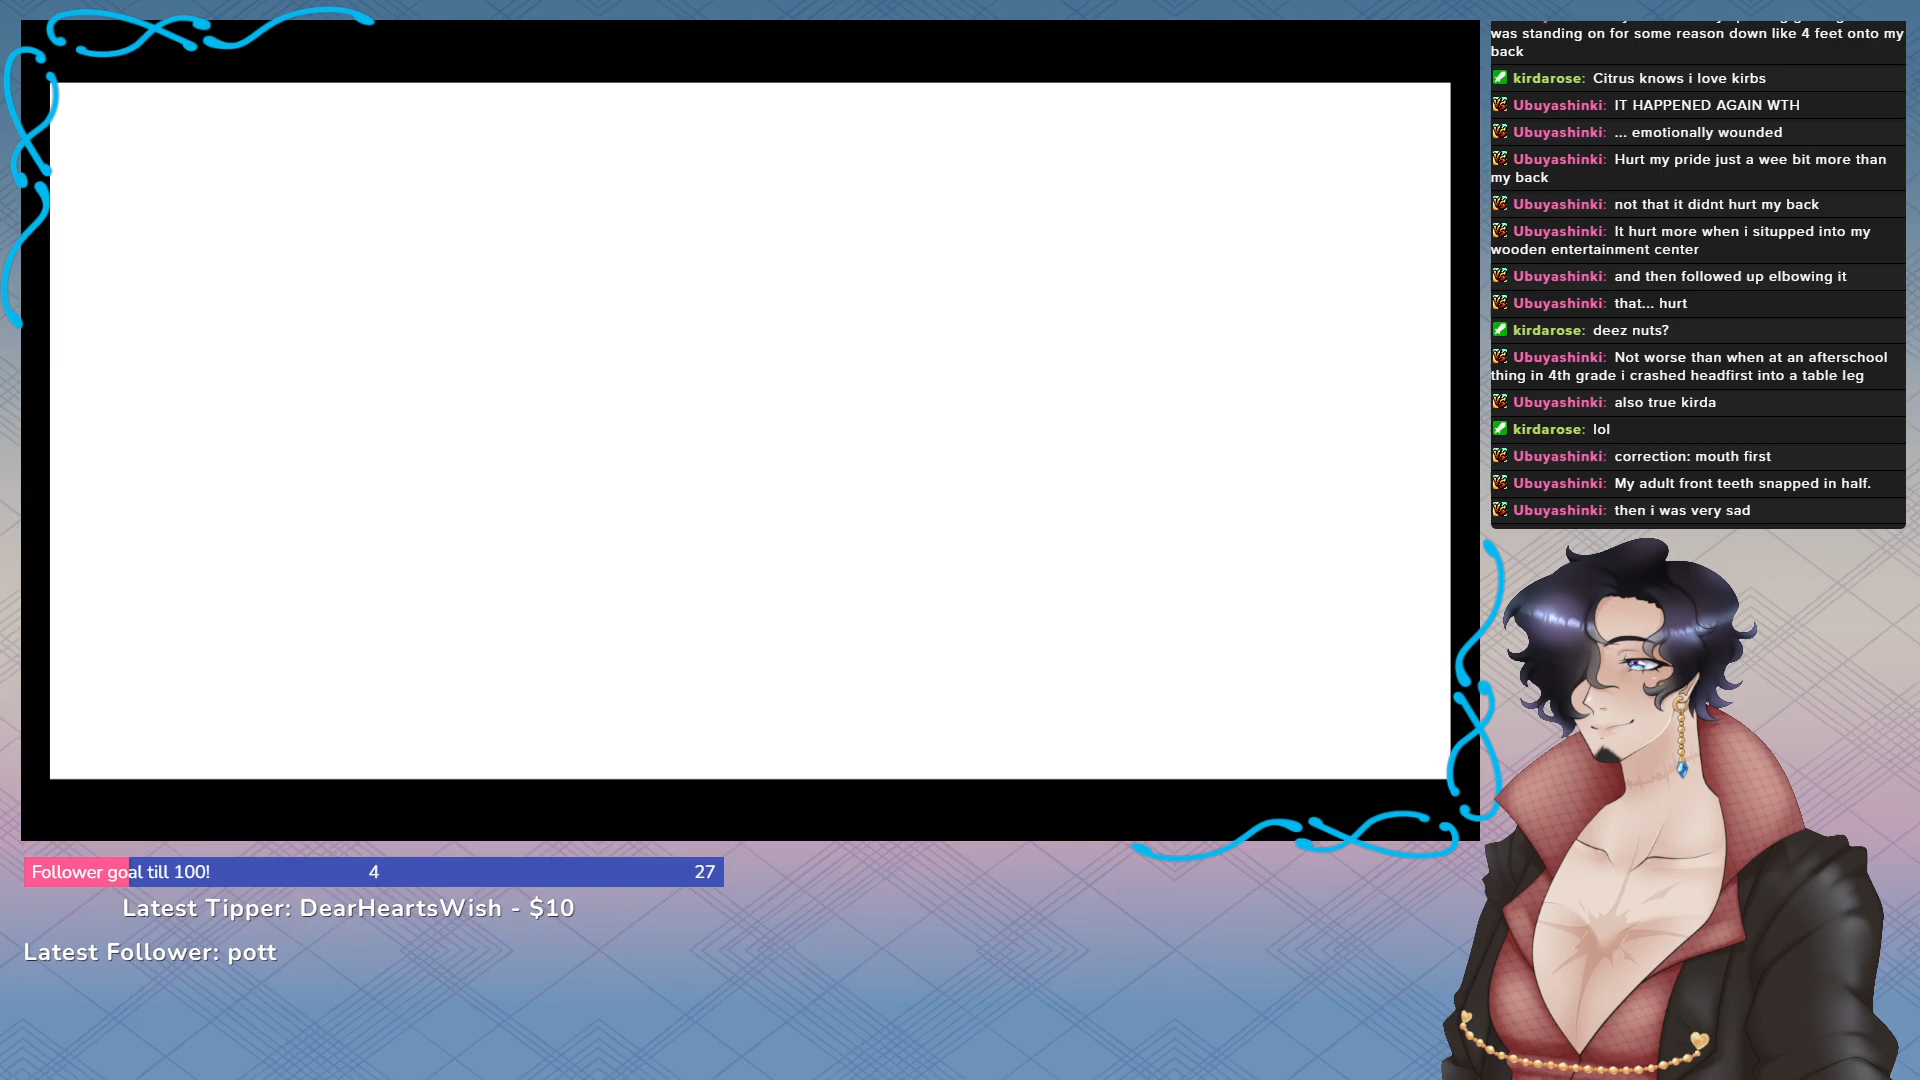 was standing on for some reason down like 4 feet onto my
back
kirdarose: Citrus knows i love kirbs
Ubuyashinki: IT HAPPENED AGAIN WTH
Ubuyashinki: ... emotionally wounded
Ubuyashinki: Hurt my pride just a wee bit more than
my back
Ubuyashinki: not that it didnt hurt my back
Ubuyashinki: It hurt more when i situpped into my
wooden entertainment center
Ubuyashinki: and then followed up elbowing it
Ubuyashinki: that... hurt
kirdarose: deez nuts?
Ubuyashinki: Not worse than when at an afterschool
thing in 4th grade i crashed headfirst into a table leg
Ubuyashinki: also true kirda
kirdarose: lol
Ubuyashinki: correction: mouth first
Ubuyashinki: My adult front teeth snapped in half.
Ubuyashinki: then i was very sad
Follower goal till 100! 4 27
Latest Tipper: DearHeartsWish - $10
Latest Follower: pott